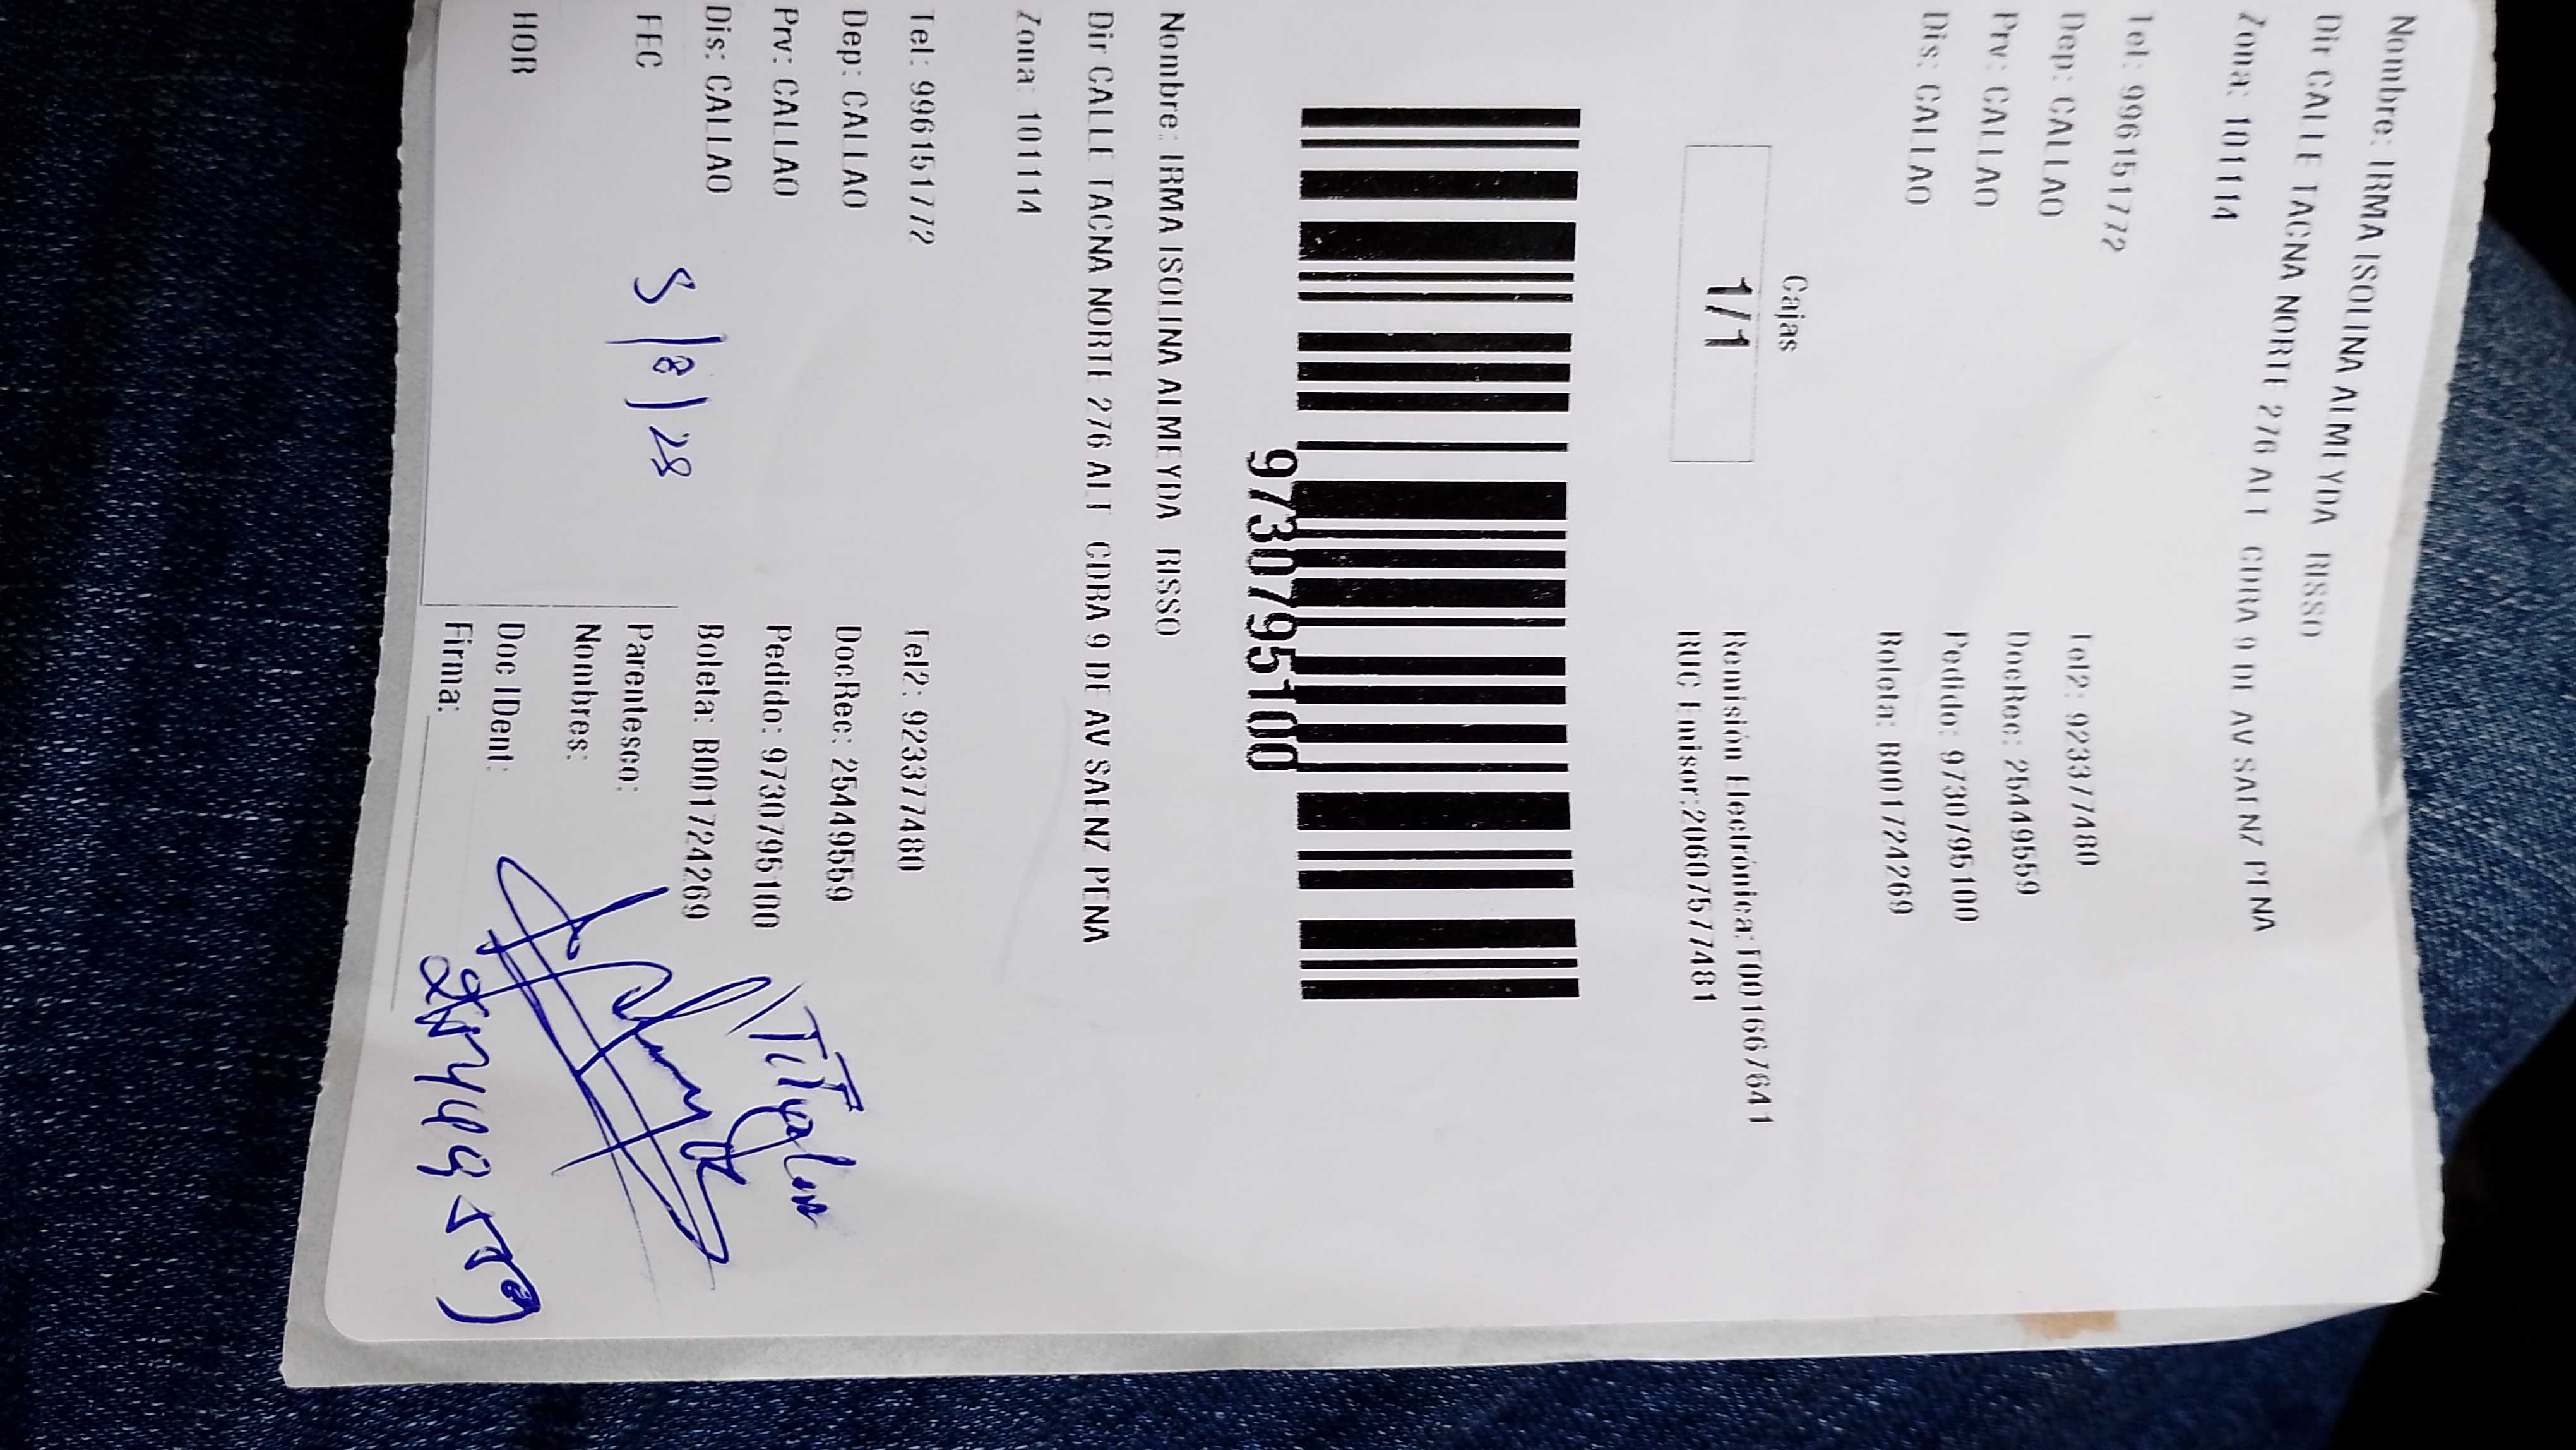 Nombre: IRMA ISOLINA ALMEYDA RISSO
Dir CALLE TACNA NORTE 276 ALT CDRA 9 DE AV SAENZ PENA
Zona: 101114
Tel: 996151772 Tel2: 923377480
Dep: CALLAO DocRec: 25449559
Prv: CALLAO Pedido: 9730795100
Dis: CALLAO Boleta: B001724269
Cajas
1/1
Remisión Electrónica: T001667641
RUC Emisor:20607577481
9730795100
Nombre: IRMA ISOLINA ALMEYDA RISSO
Dir CALLE TACNA NORTE 276 ALT CDRA 9 DE AV SAENZ PENA
Zona: 101114
Tel: 996151772 Tel2: 923377480
Dep: CALLAO DocRec: 25449559
Prv: CALLAO Pedido: 9730795100
Dis: CALLAO Boleta: B001724269
FEC 5/8/28
Parentesco:
Nombres:
HOR
Doc IDent:
Firma: